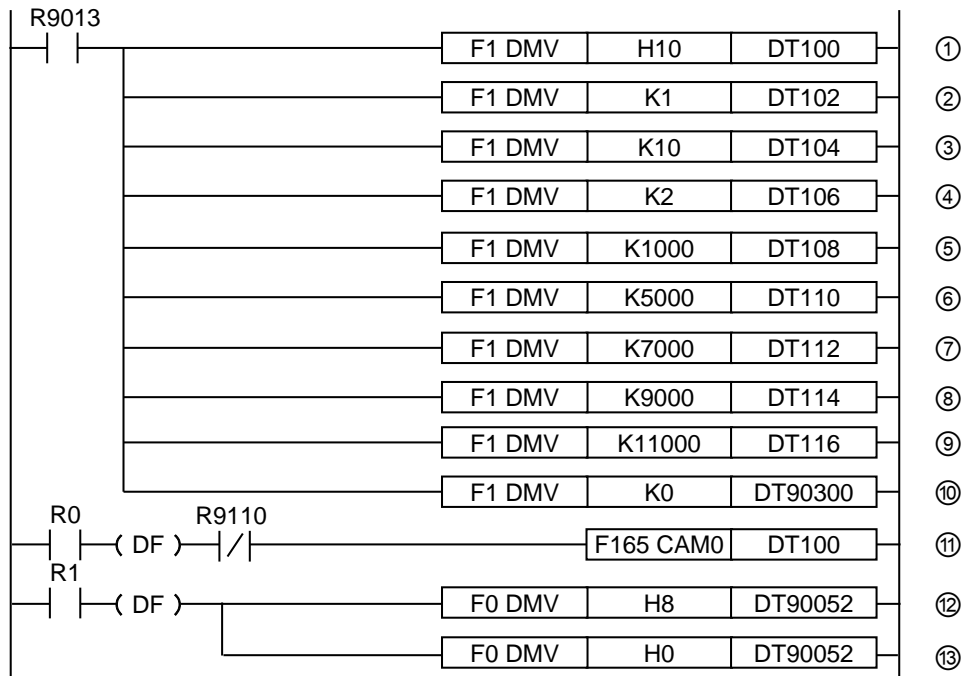 R9013
F1 DMV H10 DT100 ①
F1 DMV K1 DT102 ②
F1 DMV K10 DT104 ③
F1 DMV K2 DT106 ④
F1 DMV K1000 DT108 ⑤
F1 DMV K5000 DT110 ⑥
F1 DMV K7000 DT112 ⑦
F1 DMV K9000 DT114 ⑧
F1 DMV K11000 DT116 ⑨
F1 DMV K0 DT90300 ⑩
R0 R9110
( DF ) F165 CAM0 DT100 ⑪
R1
( DF ) F0 DMV H8 DT90052 ⑫
F0 DMV H0 DT90052 ⑬